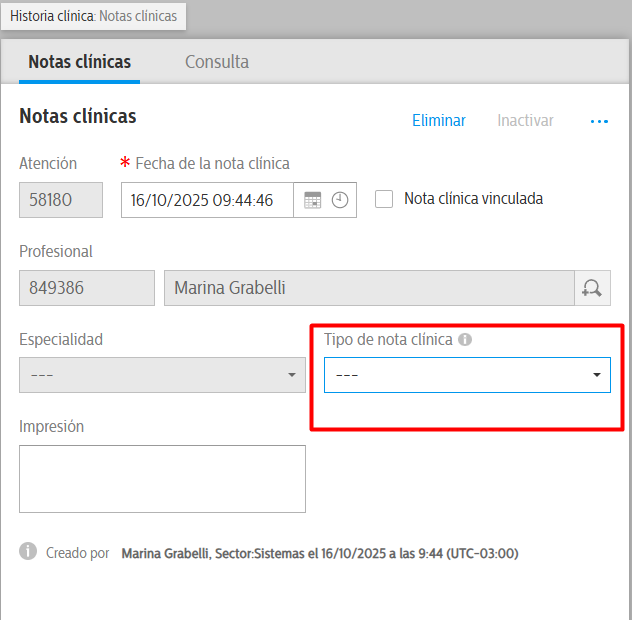 Historia clínica: Notas clínicas
Notas clínicas Consulta
Notas clínicas Eliminar Inactivar ...
Atención * Fecha de la nota clínica
58180 16/10/2025 09:44:46 Nota clínica vinculada
Profesional
849386 Marina Grabelli
Especialidad Tipo de nota clínica
--- ---
Impresión
Creado por Marina Grabelli, Sector:Sistemas el 16/10/2025 a las 9:44 (UTC-03:00)